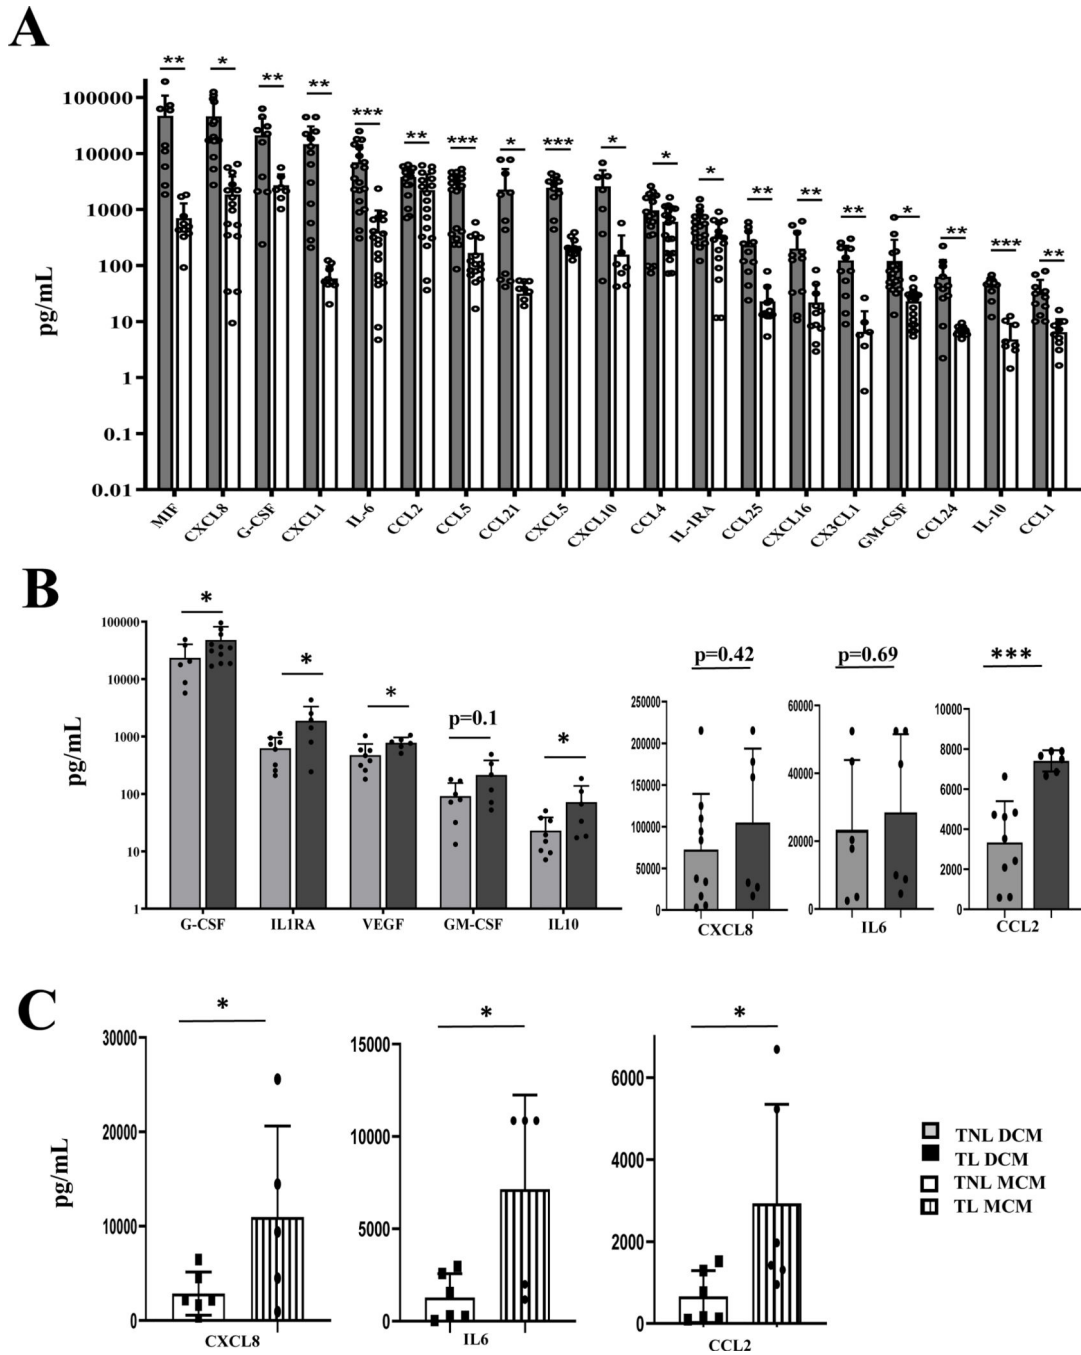 A
** * ** ** *** ** *** * *** * * * ** ** ** * ** *** **
100000
10000
1000
100
10
1
0.1
0.01
pg/mL
MIF CXCL8 G-CSF CXCL1 IL-6 CCL2 CCL5 CCL21 CXCL5 CXCL10 CCL4 IL-1RA CCL25 CXCL16 CX3CL1 GM-CSF CCL24 IL-10 CCL1
B
* * * p=0.1 *
100000
10000
1000
100
10
1
pg/mL
G-CSF IL1RA VEGF GM-CSF IL10
p=0.42
250000
200000
150000
100000
50000
0
CXCL8
p=0.69
60000
40000
20000
0
IL6
***
10000
8000
6000
4000
2000
0
CCL2
C
pg/mL
*
30000
20000
10000
0
CXCL8
*
15000
10000
5000
0
IL6
*
6000
4000
2000
0
CCL2
TNL DCM
TL DCM
TNL MCM
TL MCM